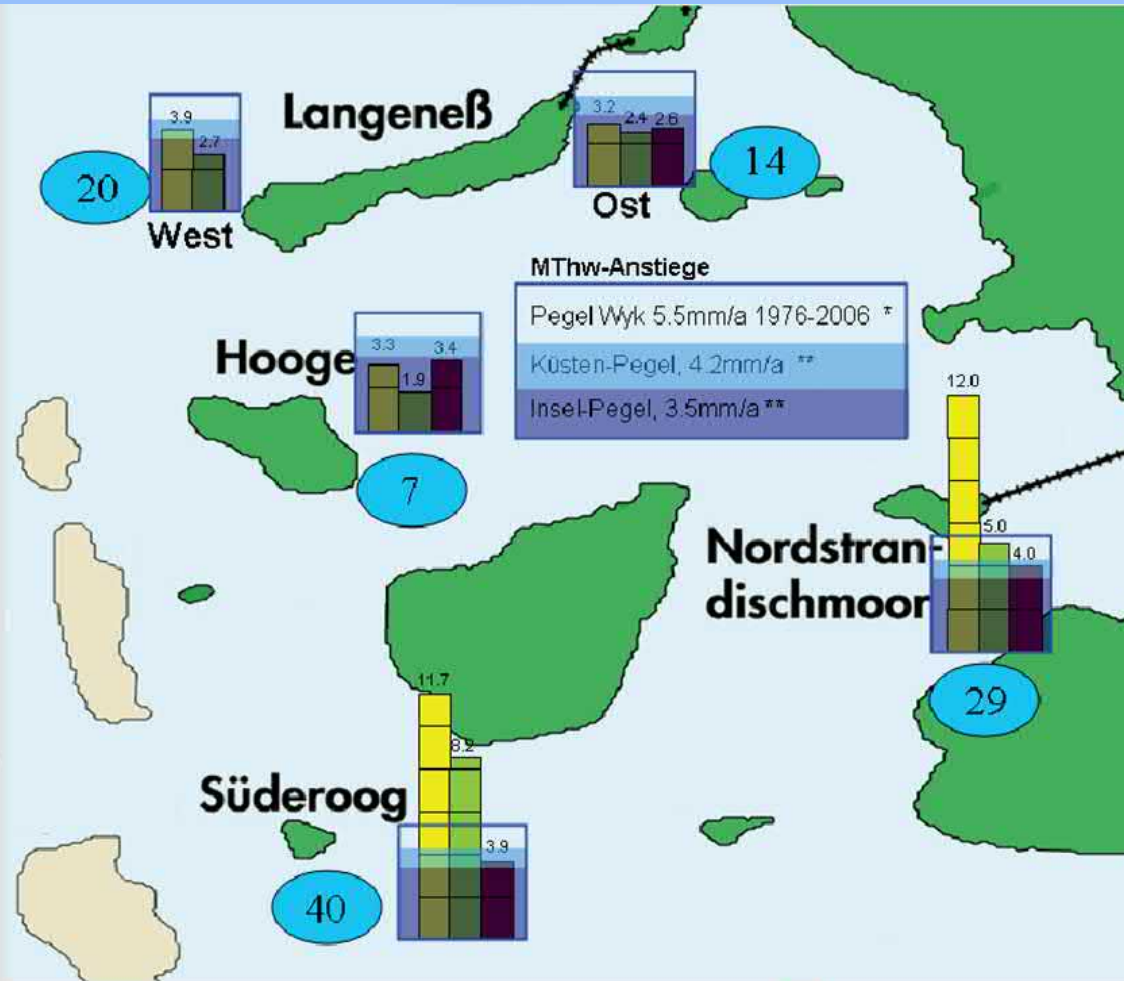 Langeneß
3.9
2.7
20
West
3.2
2.4
2.6
14
Ost
MThw-Anstiege
Pegel Wyk 5.5mm/a 1976-2006 *
Küsten-Pegel, 4.2mm/a **
Insel-Pegel, 3.5mm/a **
Hooge
3.3
1.9
3.4
7
12.0
5.0
4.0
Nordstran-
dischmoor
29
11.7
8.2
3.9
Süderoog
40